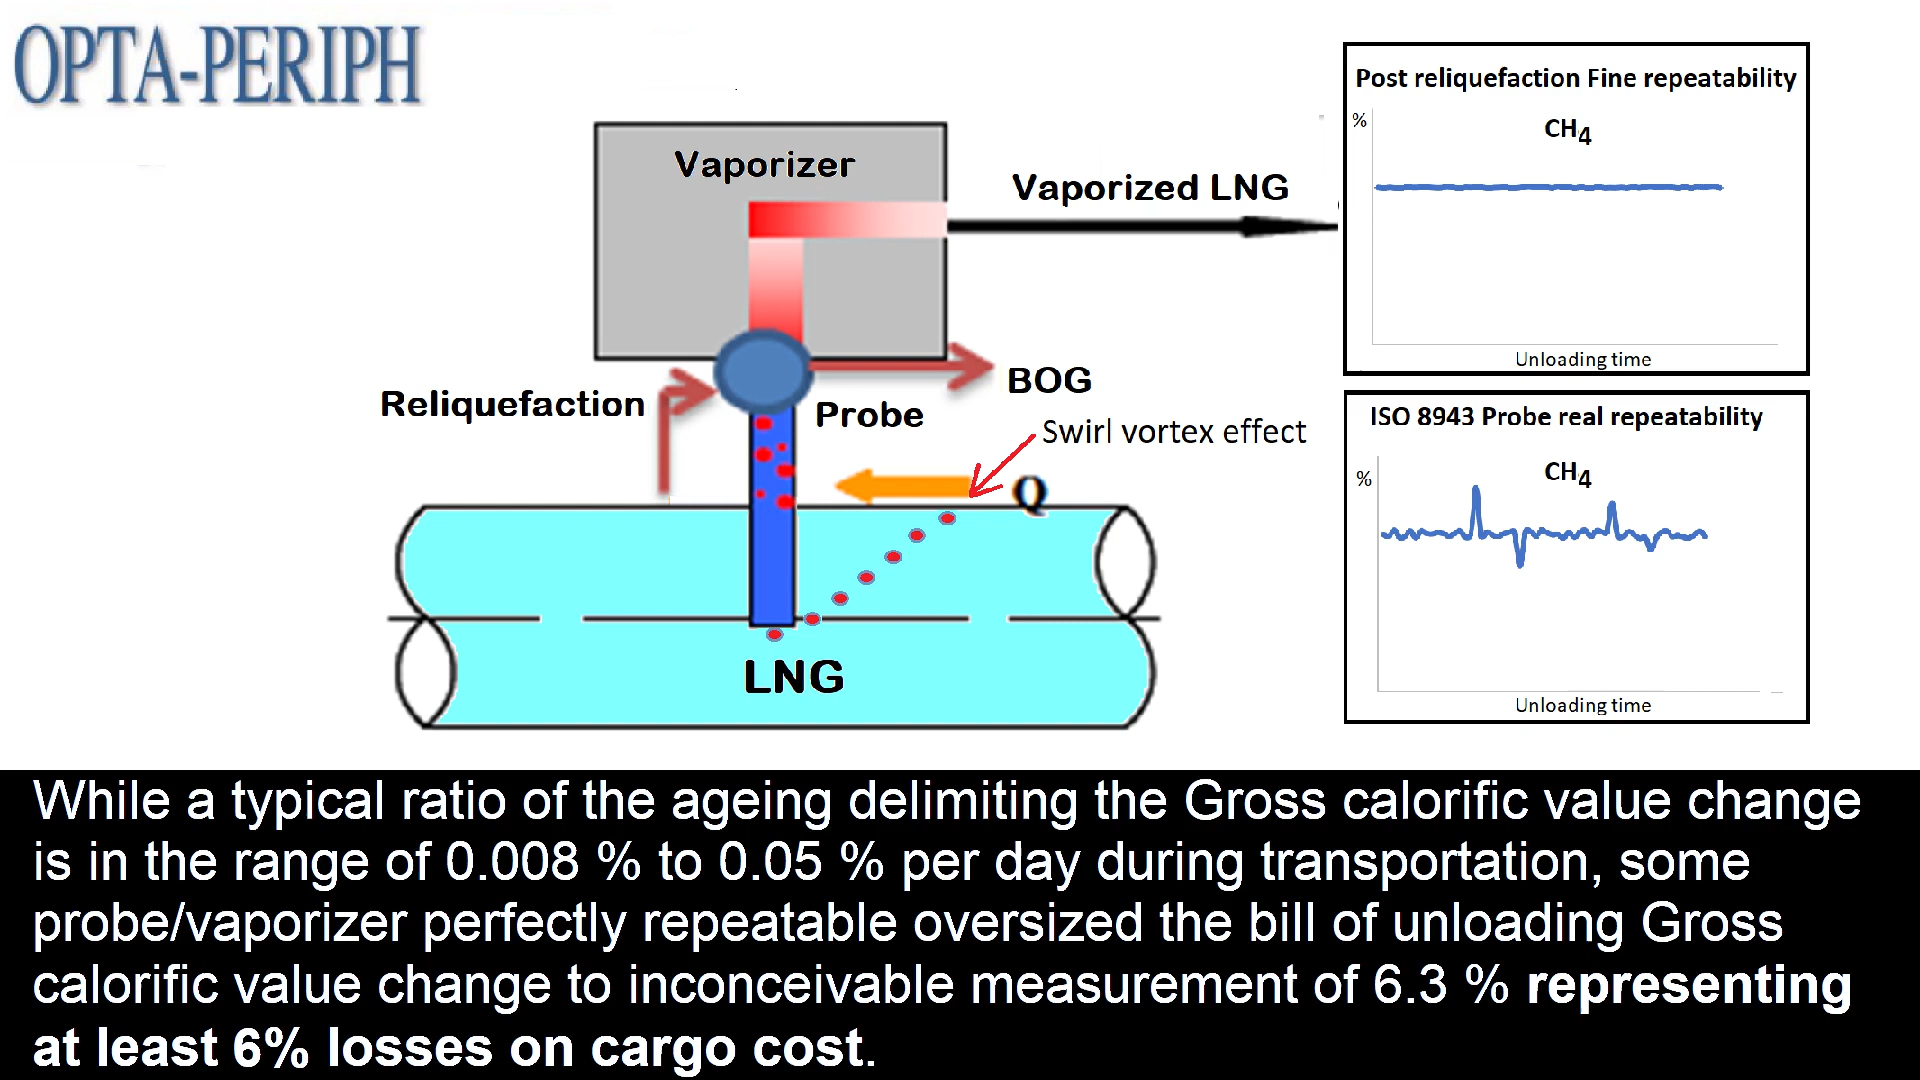 OPTA-PERIPH
Vaporizer
Vaporized LNG
Reliquefaction
BOG
Probe
Swirl vortex effect
Q
LNG
Post reliquefaction Fine repeatability
%
CH4
Unloading time
ISO 8943 Probe real repeatability
%
CH4
Unloading time
While a typical ratio of the ageing delimiting the Gross calorific value change
is in the range of 0.008 % to 0.05 % per day during transportation, some
probe/vaporizer perfectly repeatable oversized the bill of unloading Gross
calorific value change to inconceivable measurement of 6.3 % representing
at least 6% losses on cargo cost.